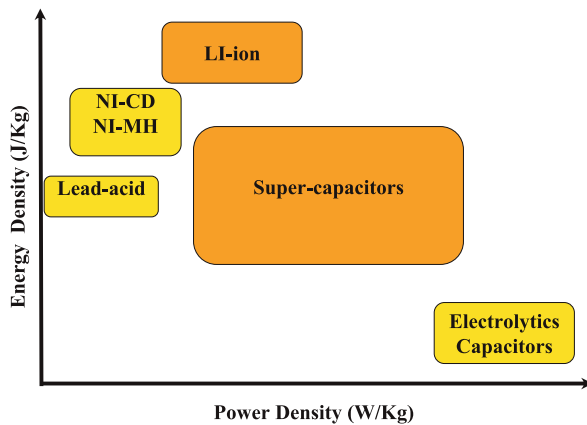 LI-ion
NI-CD
NI-MH
Lead-acid
Super-capacitors
Electrolytics
Capacitors
Energy Density (J/Kg)
Power Density (W/Kg)